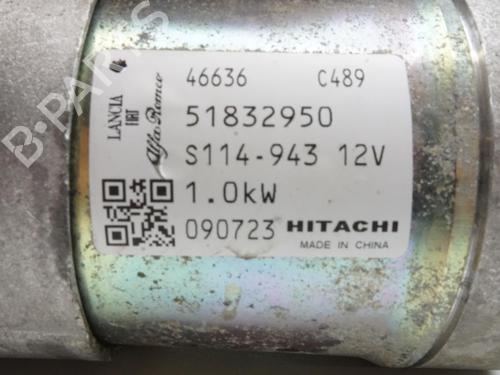 46636 C489
51832950
S114-943 12V
1.0kW
090723 HITACHI
MADE IN CHINA
LANCIA
FIAT
Alfa Romeo
B-PARTS